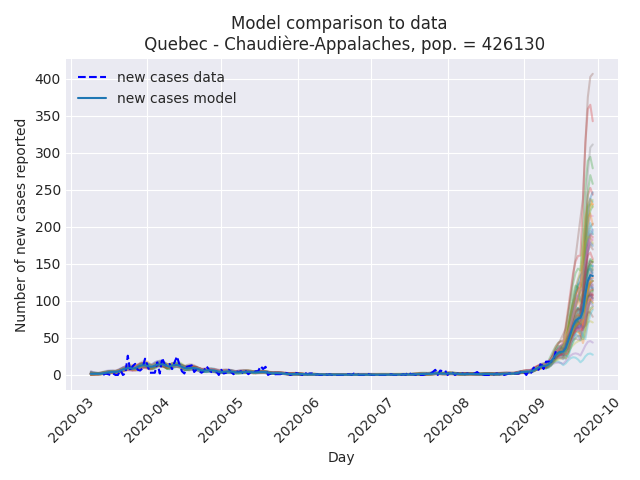 Model comparison to data
Quebec - Chaudière-Appalaches, pop. = 426130
new cases data
new cases model
Number of new cases reported
400
350
300
250
200
150
100
50
0
2020-03
2020-04
2020-05
2020-06
2020-07
2020-08
2020-09
2020-10
Day